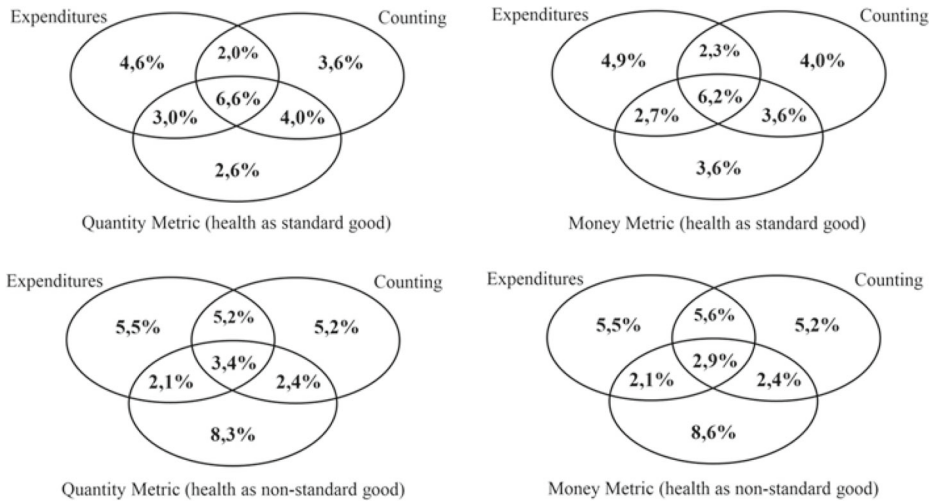 Expenditures
Counting
4,6%
2,0%
3,6%
6,6%
3,0%
4,0%
2,6%
Quantity Metric (health as standard good)
Expenditures
Counting
4,9%
2,3%
4,0%
6,2%
2,7%
3,6%
3,6%
Money Metric (health as standard good)
Expenditures
Counting
5,5%
5,2%
5,2%
3,4%
2,1%
2,4%
8,3%
Quantity Metric (health as non-standard good)
Expenditures
Counting
5,5%
5,6%
5,2%
2,9%
2,1%
2,4%
8,6%
Money Metric (health as non-standard good)